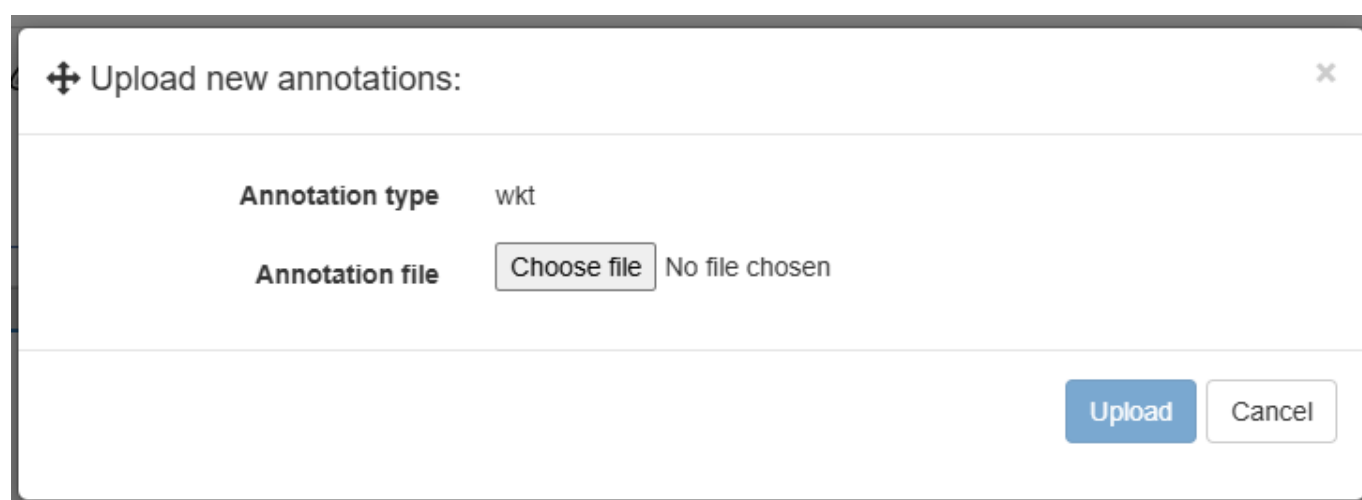 Upload new annotations:
×
Annotation type wkt
Annotation file Choose file No file chosen
Upload Cancel